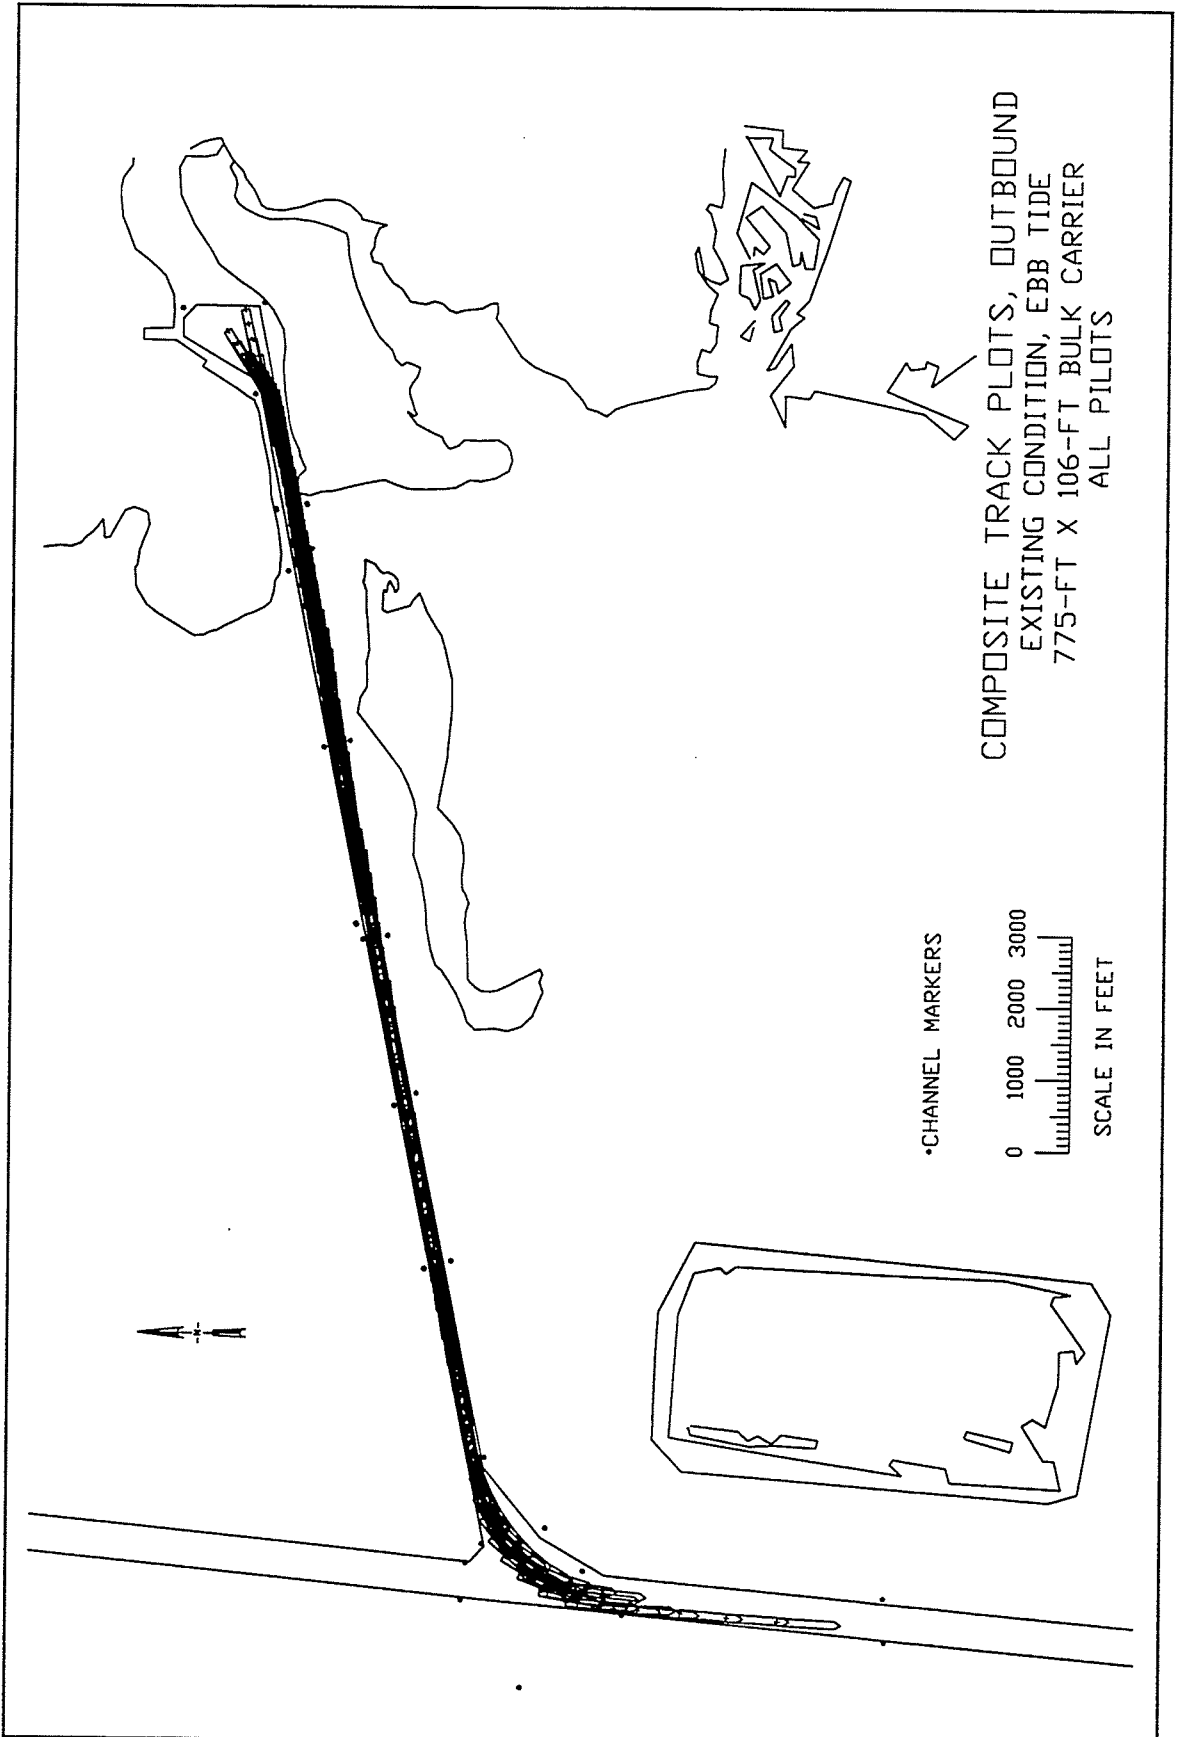 COMPOSITE TRACK PLOTS, OUTBOUND
EXISTING CONDITION, EBB TIDE
775-FT X 106-FT BULK CARRIER
ALL PILOTS
•CHANNEL MARKERS
0 1000 2000 3000
SCALE IN FEET
N